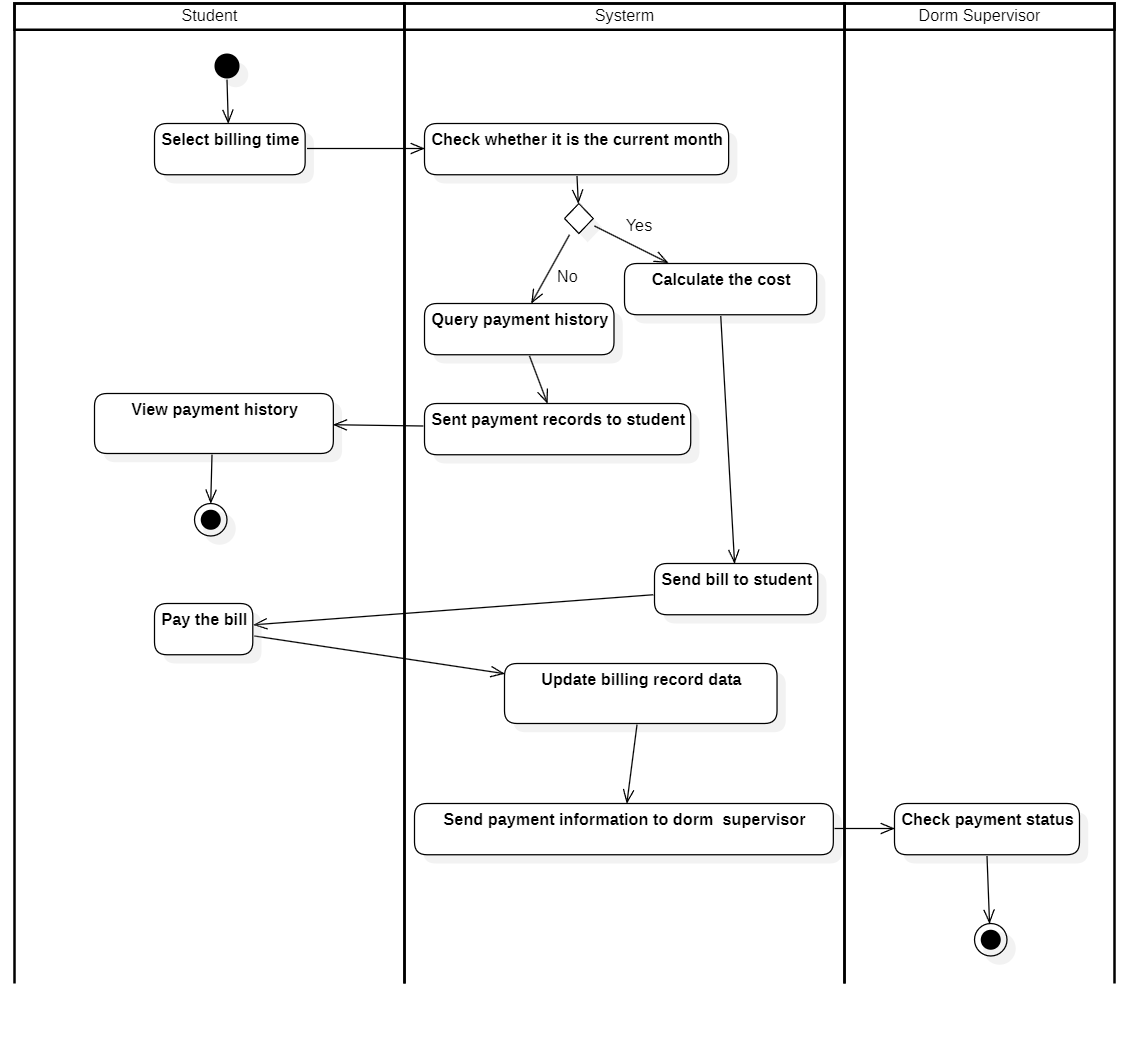 Student
Systerm
Dorm Supervisor
Select billing time
Check whether it is the current month
Yes
No
Calculate the cost
Query payment history
View payment history
Sent payment records to student
Send bill to student
Pay the bill
Update billing record data
Send payment information to dorm  supervisor
Check payment status